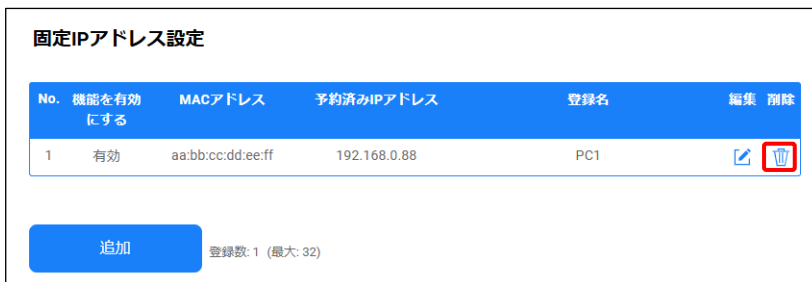 固定IPアドレス設定
No. 機能を有効にする MACアドレス 予約済みIPアドレス 登録名 編集 削除
1 有効 aa:bb:cc:dd:ee:ff 192.168.0.88 PC1
追加 登録数: 1 (最大: 32)